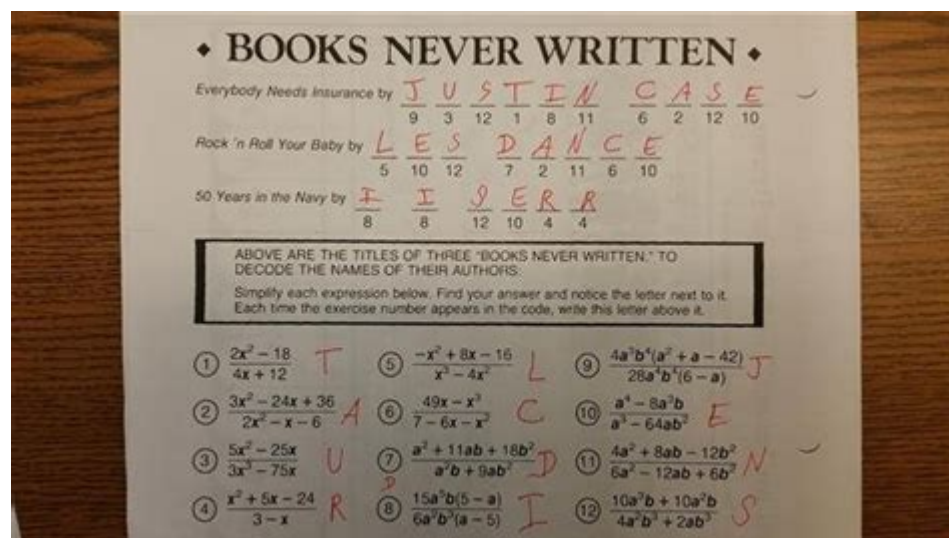 ◆ BOOKS NEVER WRITTEN ◆
Everybody Needs Insurance by J U S T I N C A S E
9 3 12 1 8 11 6 2 12 10
Rock 'n Roll Your Baby by L E S D A N C E
5 10 12 7 2 11 6 10
50 Years in the Navy by I I S E R R
8 8 12 10 4 4
ABOVE ARE THE TITLES OF THREE "BOOKS NEVER WRITTEN." TO
DECODE THE NAMES OF THEIR AUTHORS:
Simplify each expression below. Find your answer and notice the letter next to it.
Each time the exercise number appears in the code, write this letter above it.
① (2x² − 18)/(4x + 12) T ⑤ (−x² + 8x − 16)/(x³ − 4x²) L ⑨ (4a³b⁴(a² + a − 42))/(28a⁴b⁴(6 − a)) J
② (3x² − 24x + 36)/(2x² − x − 6) A ⑥ (49x − x³)/(7 − 6x − x²) C ⑩ (a⁴ − 8a³b)/(a³ − 64ab²) E
③ (5x² − 25x)/(3x³ − 75x) U ⑦ (a² + 11ab + 18b²)/(a²b + 9ab²) D ⑪ (4a² + 8ab − 12b²)/(6a² − 12ab + 6b²) N
D
④ (x² + 5x − 24)/(3 − x) R ⑧ (15a³b(5 − a))/(6a²b³(a − 5)) I ⑫ (10a³b + 10a²b)/(4a²b³ + 2ab³) S